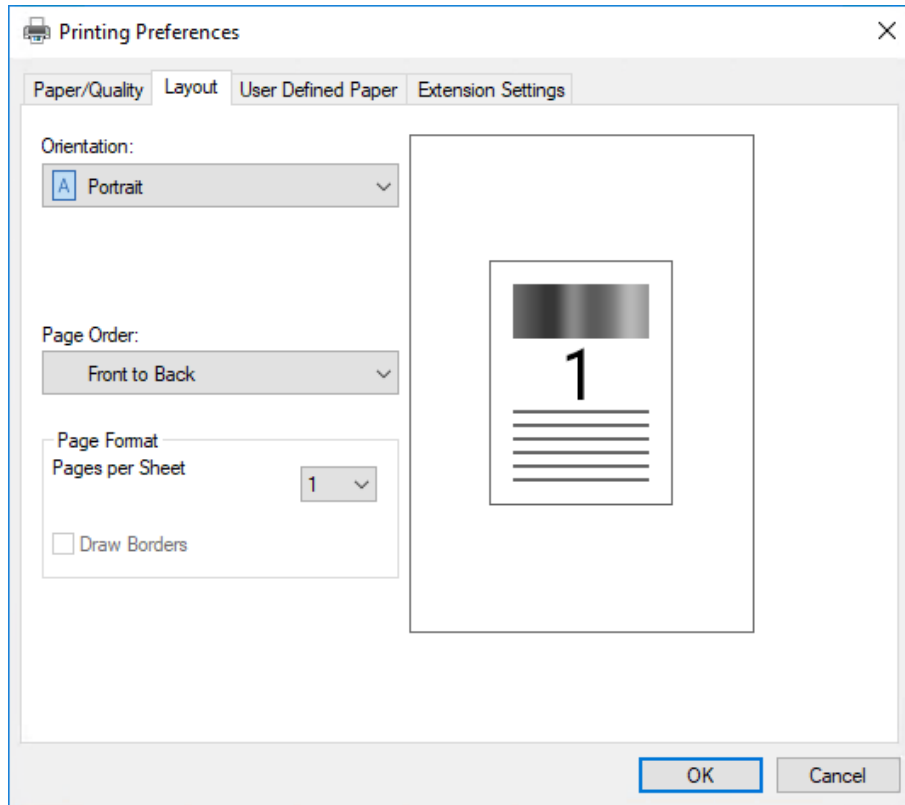 Printing Preferences
Paper/Quality Layout User Defined Paper Extension Settings
Orientation:
A Portrait
Page Order:
Front to Back
Page Format
Pages per Sheet
1
Draw Borders
1
OK Cancel